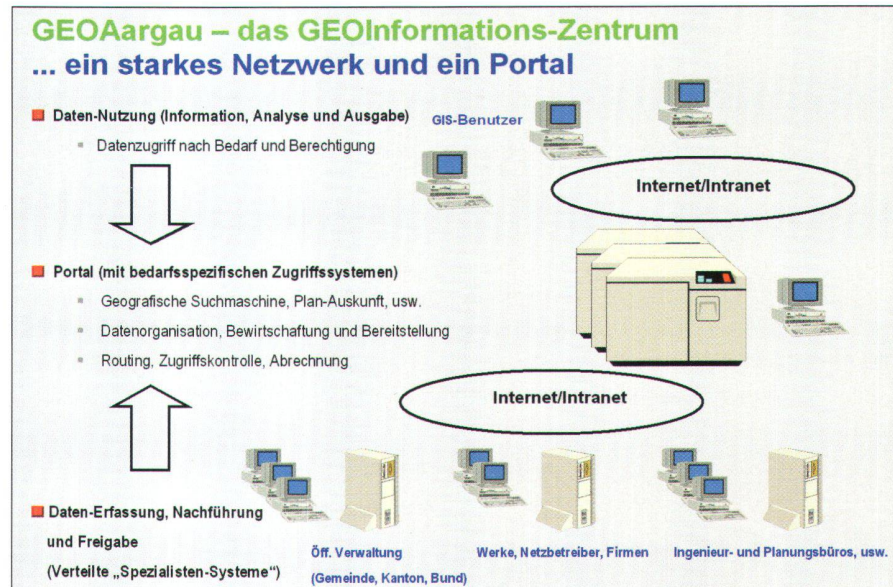 GEOAargau – das GEOInformations-Zentrum
... ein starkes Netzwerk und ein Portal
Daten-Nutzung (Information, Analyse und Ausgabe)
Datenzugriff nach Bedarf und Berechtigung
GIS-Benutzer
Internet/Intranet
Portal (mit bedarfsspezifischen Zugriffssystemen)
Geografische Suchmaschine, Plan-Auskunft, usw.
Datenorganisation, Bewirtschaftung und Bereitstellung
Routing, Zugriffskontrolle, Abrechnung
Internet/Intranet
Daten-Erfassung, Nachführung
und Freigabe
(Verteilte „Spezialisten-Systeme“)
Öff. Verwaltung
(Gemeinde, Kanton, Bund)
Werke, Netzbetreiber, Firmen
Ingenieur- und Planungsbüros, usw.